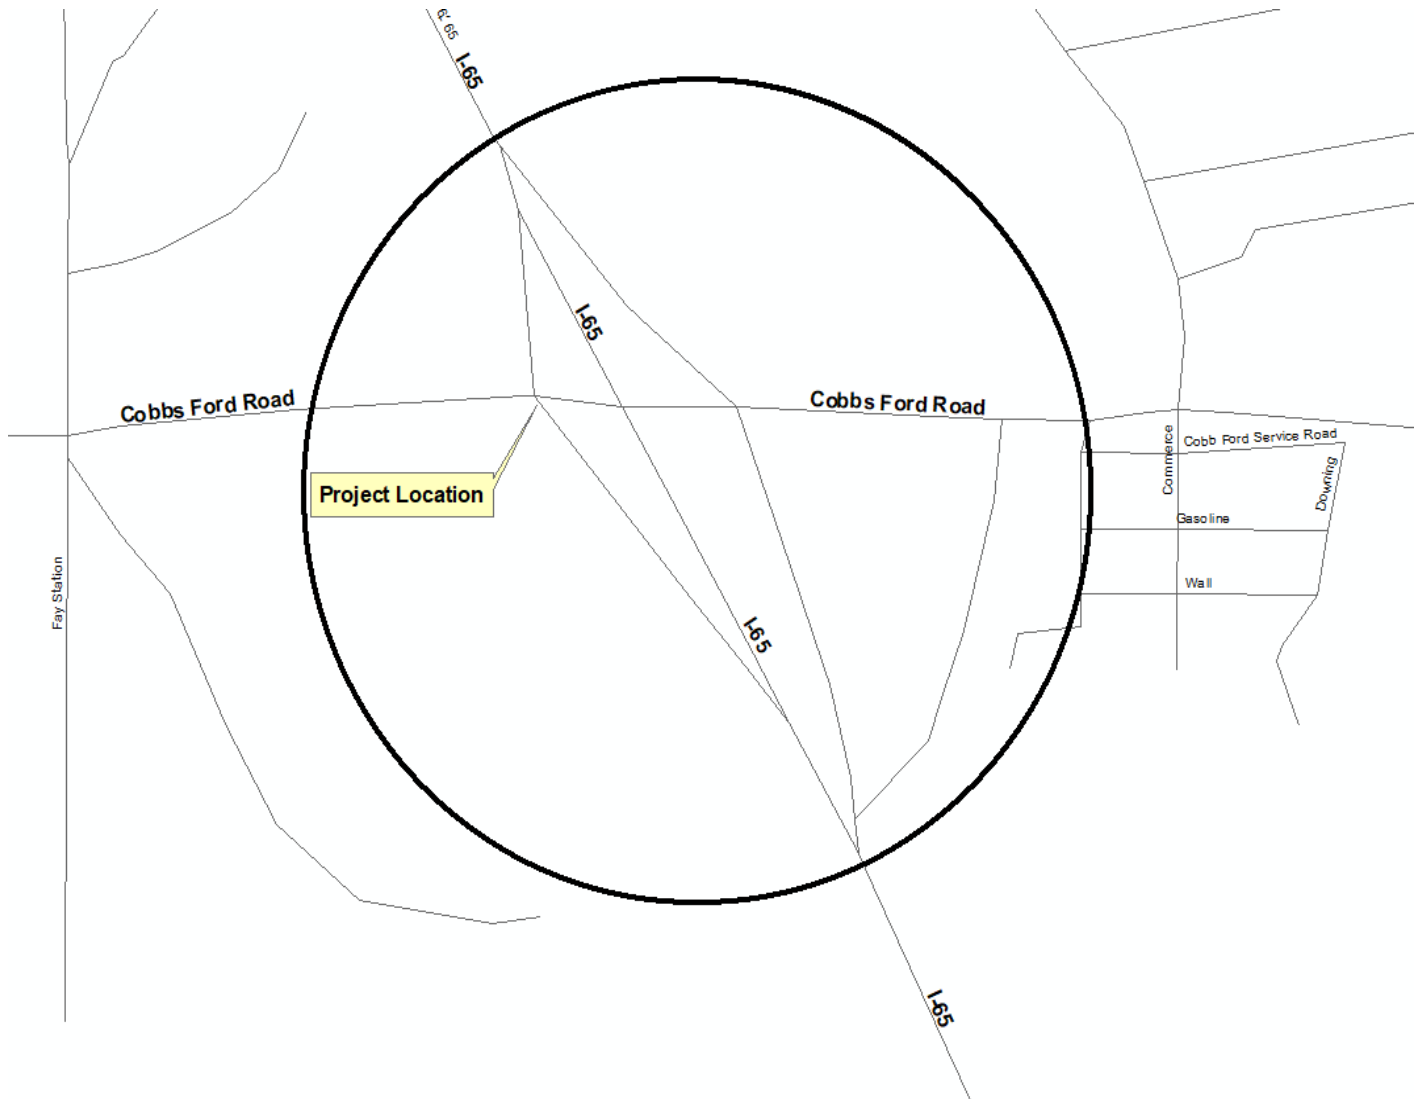 65
I-65
I-65
Cobbs Ford Road
Cobbs Ford Road
Commerce
Cobb Ford Service Road
Downing
Project Location
Gasoline
Fay Station
Wall
I-65
I-65